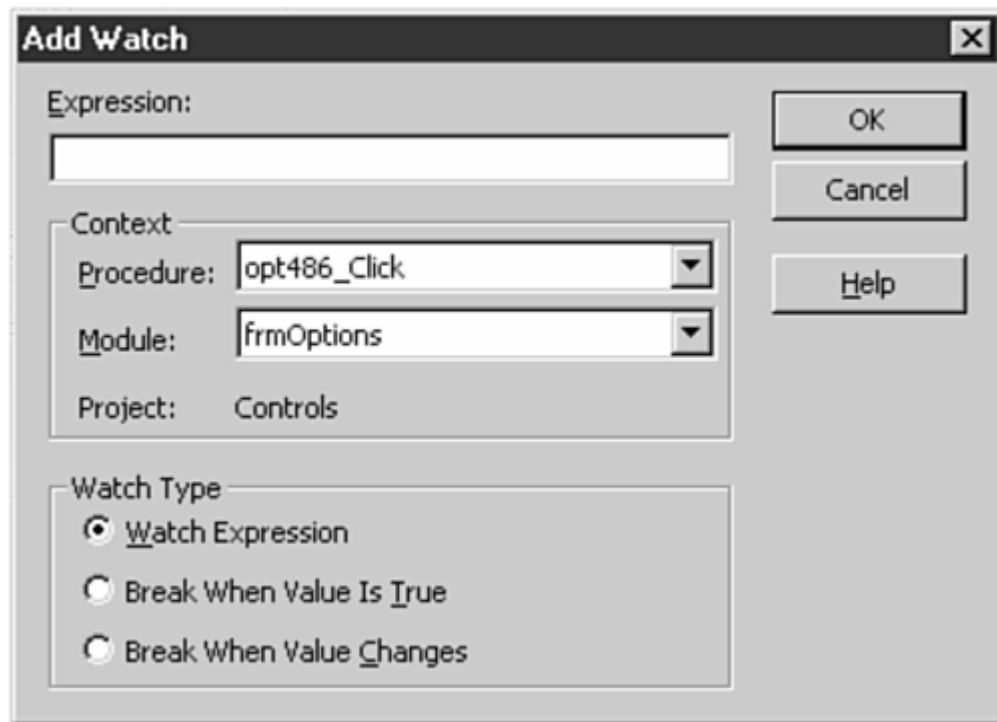 Add Watch
Expression:
OK
Cancel
Context
Procedure: opt486_Click
Help
Module: frmOptions
Project: Controls
Watch Type
Watch Expression
Break When Value Is True
Break When Value Changes